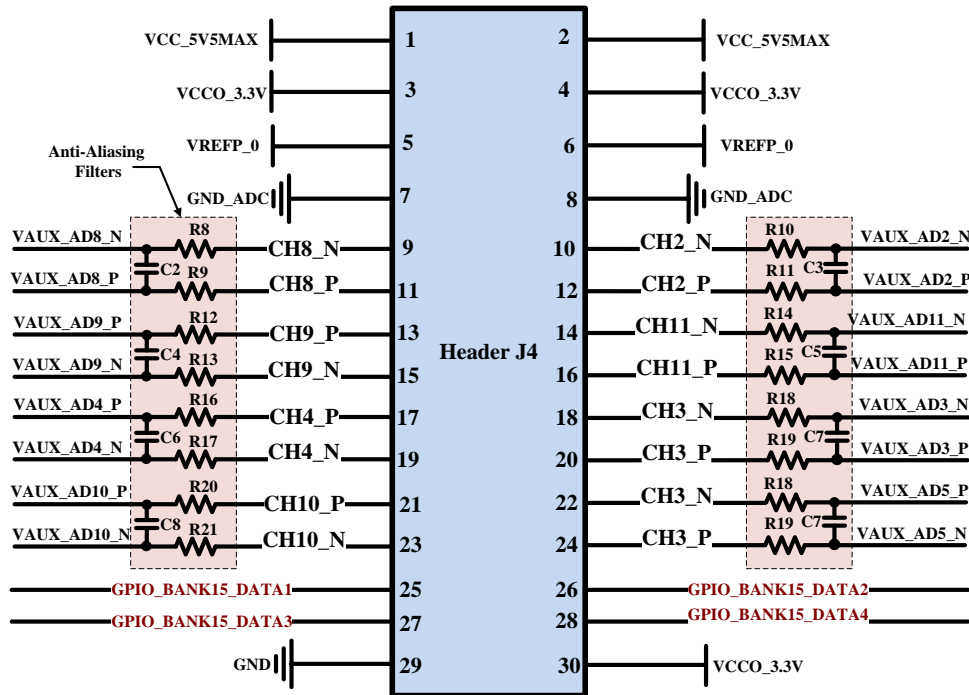 VCC_5V5MAX 1 2 VCC_5V5MAX
VCCO_3.3V 3 4 VCCO_3.3V
VREFP_0 5 6 VREFP_0
Anti-Aliasing
Filters
GND_ADC 7 8 GND_ADC
VAUX_AD8_N R8 CH8_N 9 10 CH2_N R10 VAUX_AD2_N
C2 C3
VAUX_AD8_P R9 CH8_P 11 12 CH2_P R11 VAUX_AD2_P
VAUX_AD9_P R12 CH9_P 13 14 CH11_N R14 VAUX_AD11_N
C4 Header J4 C5
VAUX_AD9_N R13 CH9_N 15 16 CH11_P R15 VAUX_AD11_P
VAUX_AD4_P R16 CH4_P 17 18 CH3_N R18 VAUX_AD3_N
C6 C7
VAUX_AD4_N R17 CH4_N 19 20 CH3_P R19 VAUX_AD3_P
VAUX_AD10_P R20 CH10_P 21 22 CH3_N R18 VAUX_AD5_P
C8 C7
VAUX_AD10_N R21 CH10_N 23 24 CH3_P R19 VAUX_AD5_N
GPIO_BANK15_DATA1 25 26 GPIO_BANK15_DATA2
GPIO_BANK15_DATA3 27 28 GPIO_BANK15_DATA4
GND 29 30 VCCO_3.3V